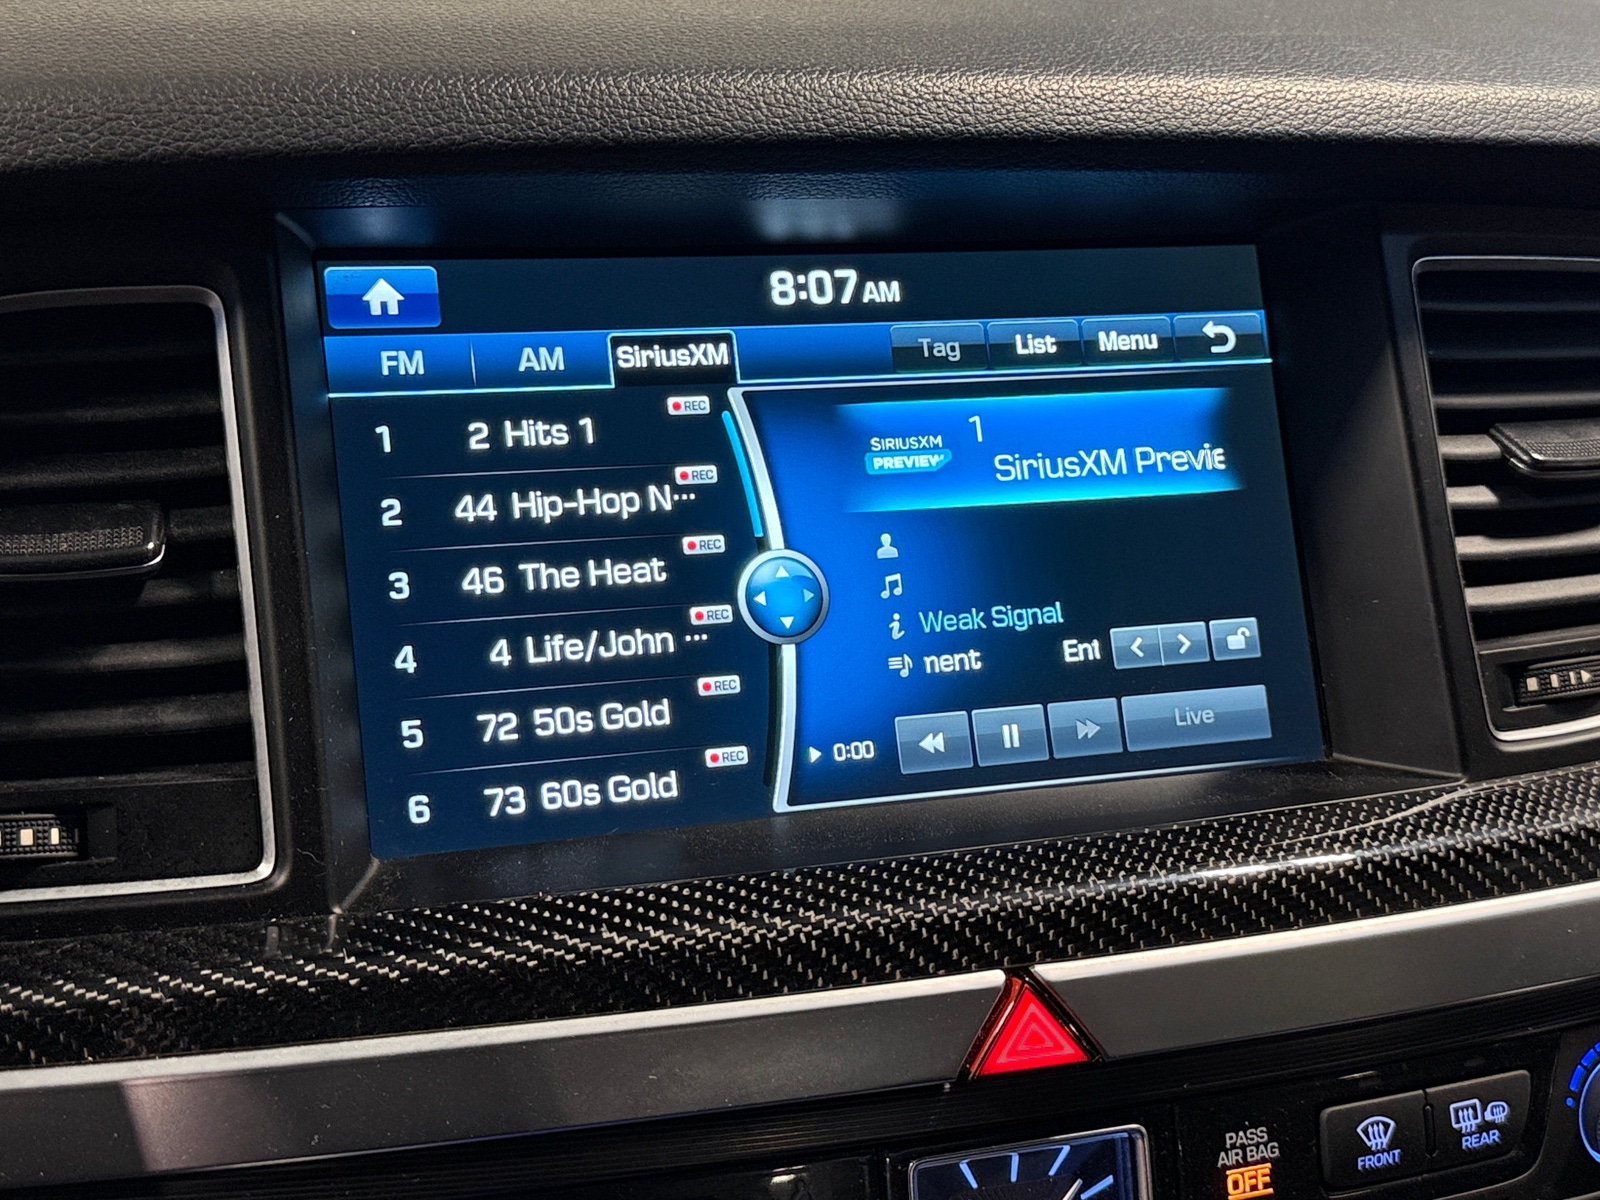 8:07 AM
FM AM SiriusXM Tag List Menu
REC
1 2 Hits 1
REC
2 44 Hip-Hop N...
REC
3 46 The Heat
REC
4 4 Life/John ...
REC
5 72 50s Gold
REC
6 73 60s Gold
SIRIUSXM
PREVIEW
1
SiriusXM Previe
Weak Signal
nent Ent
0:00 Live
PASS
AIR BAG
OFF
FRONT
REAR